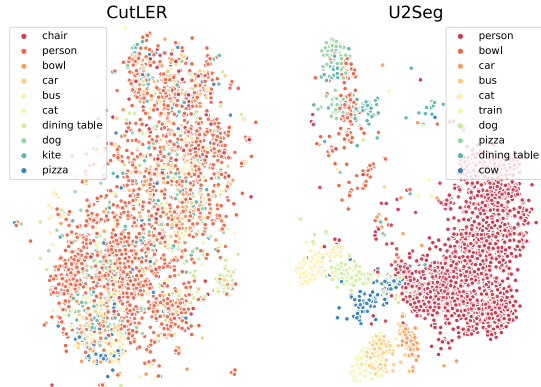 CutLER
chair
person
bowl
car
bus
cat
dining table
dog
kite
pizza
U2Seg
person
bowl
car
bus
cat
train
dog
pizza
dining table
cow